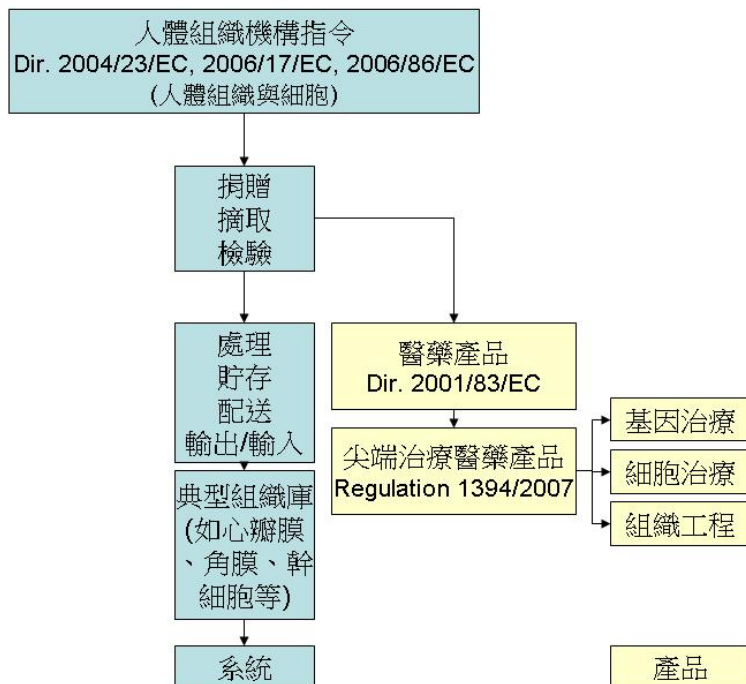 人體組織機構指令
Dir. 2004/23/EC, 2006/17/EC, 2006/86/EC
(人體組織與細胞)
捐贈
摘取
檢驗
處理
貯存
配送
輸出/輸入
醫藥產品
Dir. 2001/83/EC
尖端治療醫藥產品
Regulation 1394/2007
基因治療
細胞治療
組織工程
典型組織庫
(如心瓣膜
、角膜、幹
細胞等)
系統
產品